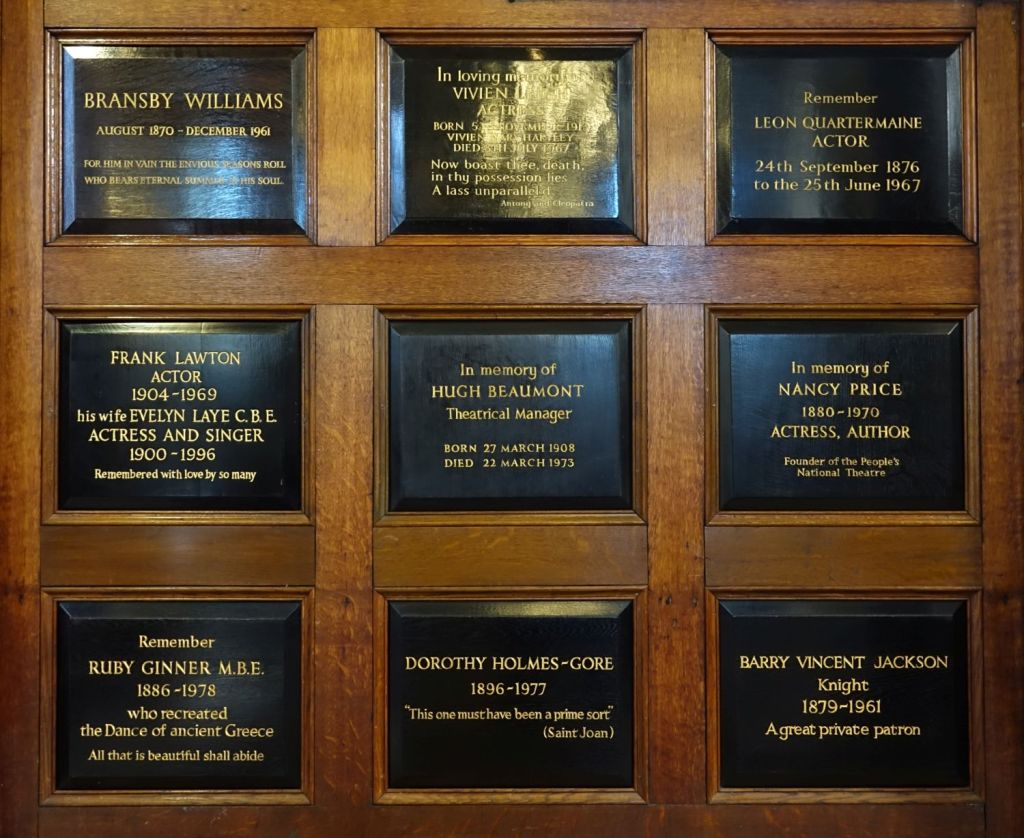 BRANSBY WILLIAMS
AUGUST 1870 - DECEMBER 1961
FOR HIM IN VAIN THE ENVIOUS SEASONS ROLL
WHO BEARS ETERNAL SUMMER IN HIS SOUL.
In loving
VIVIEN
BORN
VIVIEN HARTLEY
DIED 8TH JULY 1967
Now boast thee, death,
in thy possession lies
A lass unparallel'd.
Antony and Cleopatra
Remember
LEON QUARTERMAINE
ACTOR
24th September 1876
to the 25th June 1967
FRANK LAWTON
ACTOR
1904-1969
his wife EVELYN LAYE C.B.E.
ACTRESS AND SINGER
1900-1996
Remembered with love by so many
In memory of
HUGH BEAUMONT
Theatrical Manager
BORN 27 MARCH 1908
DIED 22 MARCH 1973
In memory of
NANCY PRICE
1880-1970
ACTRESS, AUTHOR
Founder of the People's
National Theatre
Remember
RUBY GINNER M.B.E.
1886-1978
who recreated
the Dance of ancient Greece
All that is beautiful shall abide
DOROTHY HOLMES-GORE
1896-1977
"This one must have been a prime sort"
(Saint Joan)
BARRY VINCENT JACKSON
Knight
1879-1961
A great private patron